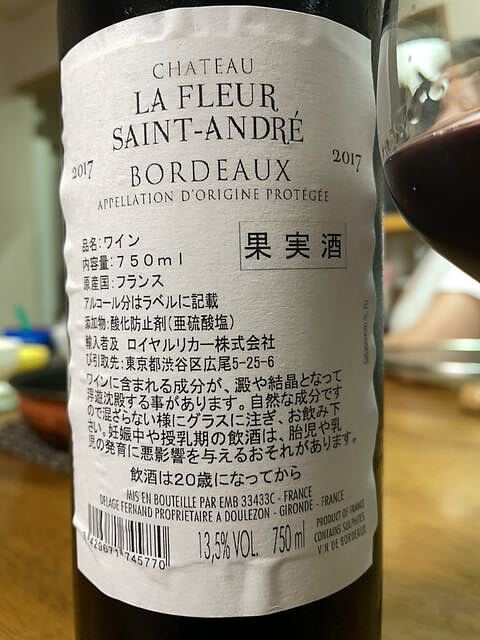 CHATEAU
LA FLEUR
SAINT-ANDRÉ
2017
BORDEAUX
2017
APPELLATION D'ORIGINE PROTÉGÉE
品名:ワイン
内容量:750ml
果実酒
原産国:フランス
アルコール分はラベルに記載
添加物:酸化防止剤(亜硫酸塩)
輸入者及 ロイヤルリカー株式会社
び引取先:東京都渋谷区広尾5-25-6
ワインに含まれる成分が、澱や結晶となって
浮遊沈殿する事があります。自然な成分です
ので混ざらない様にグラスに注ぎ、お飲み下
さい。妊娠中や授乳期の飲酒は、胎児や乳
児の発育に悪影響を与えるおそれがあります。
飲酒は20歳になってから
MIS EN BOUTEILLE PAR EMB 33433C - FRANCE
DELAGE FERNAND PROPRIETAIRE A DOULEZON - GIRONDE - FRANCE
13,5% VOL. 750 ml
PRODUCT OF FRANCE
CONTAINS SULPHITES
VIN DE BORDEAUX
745770